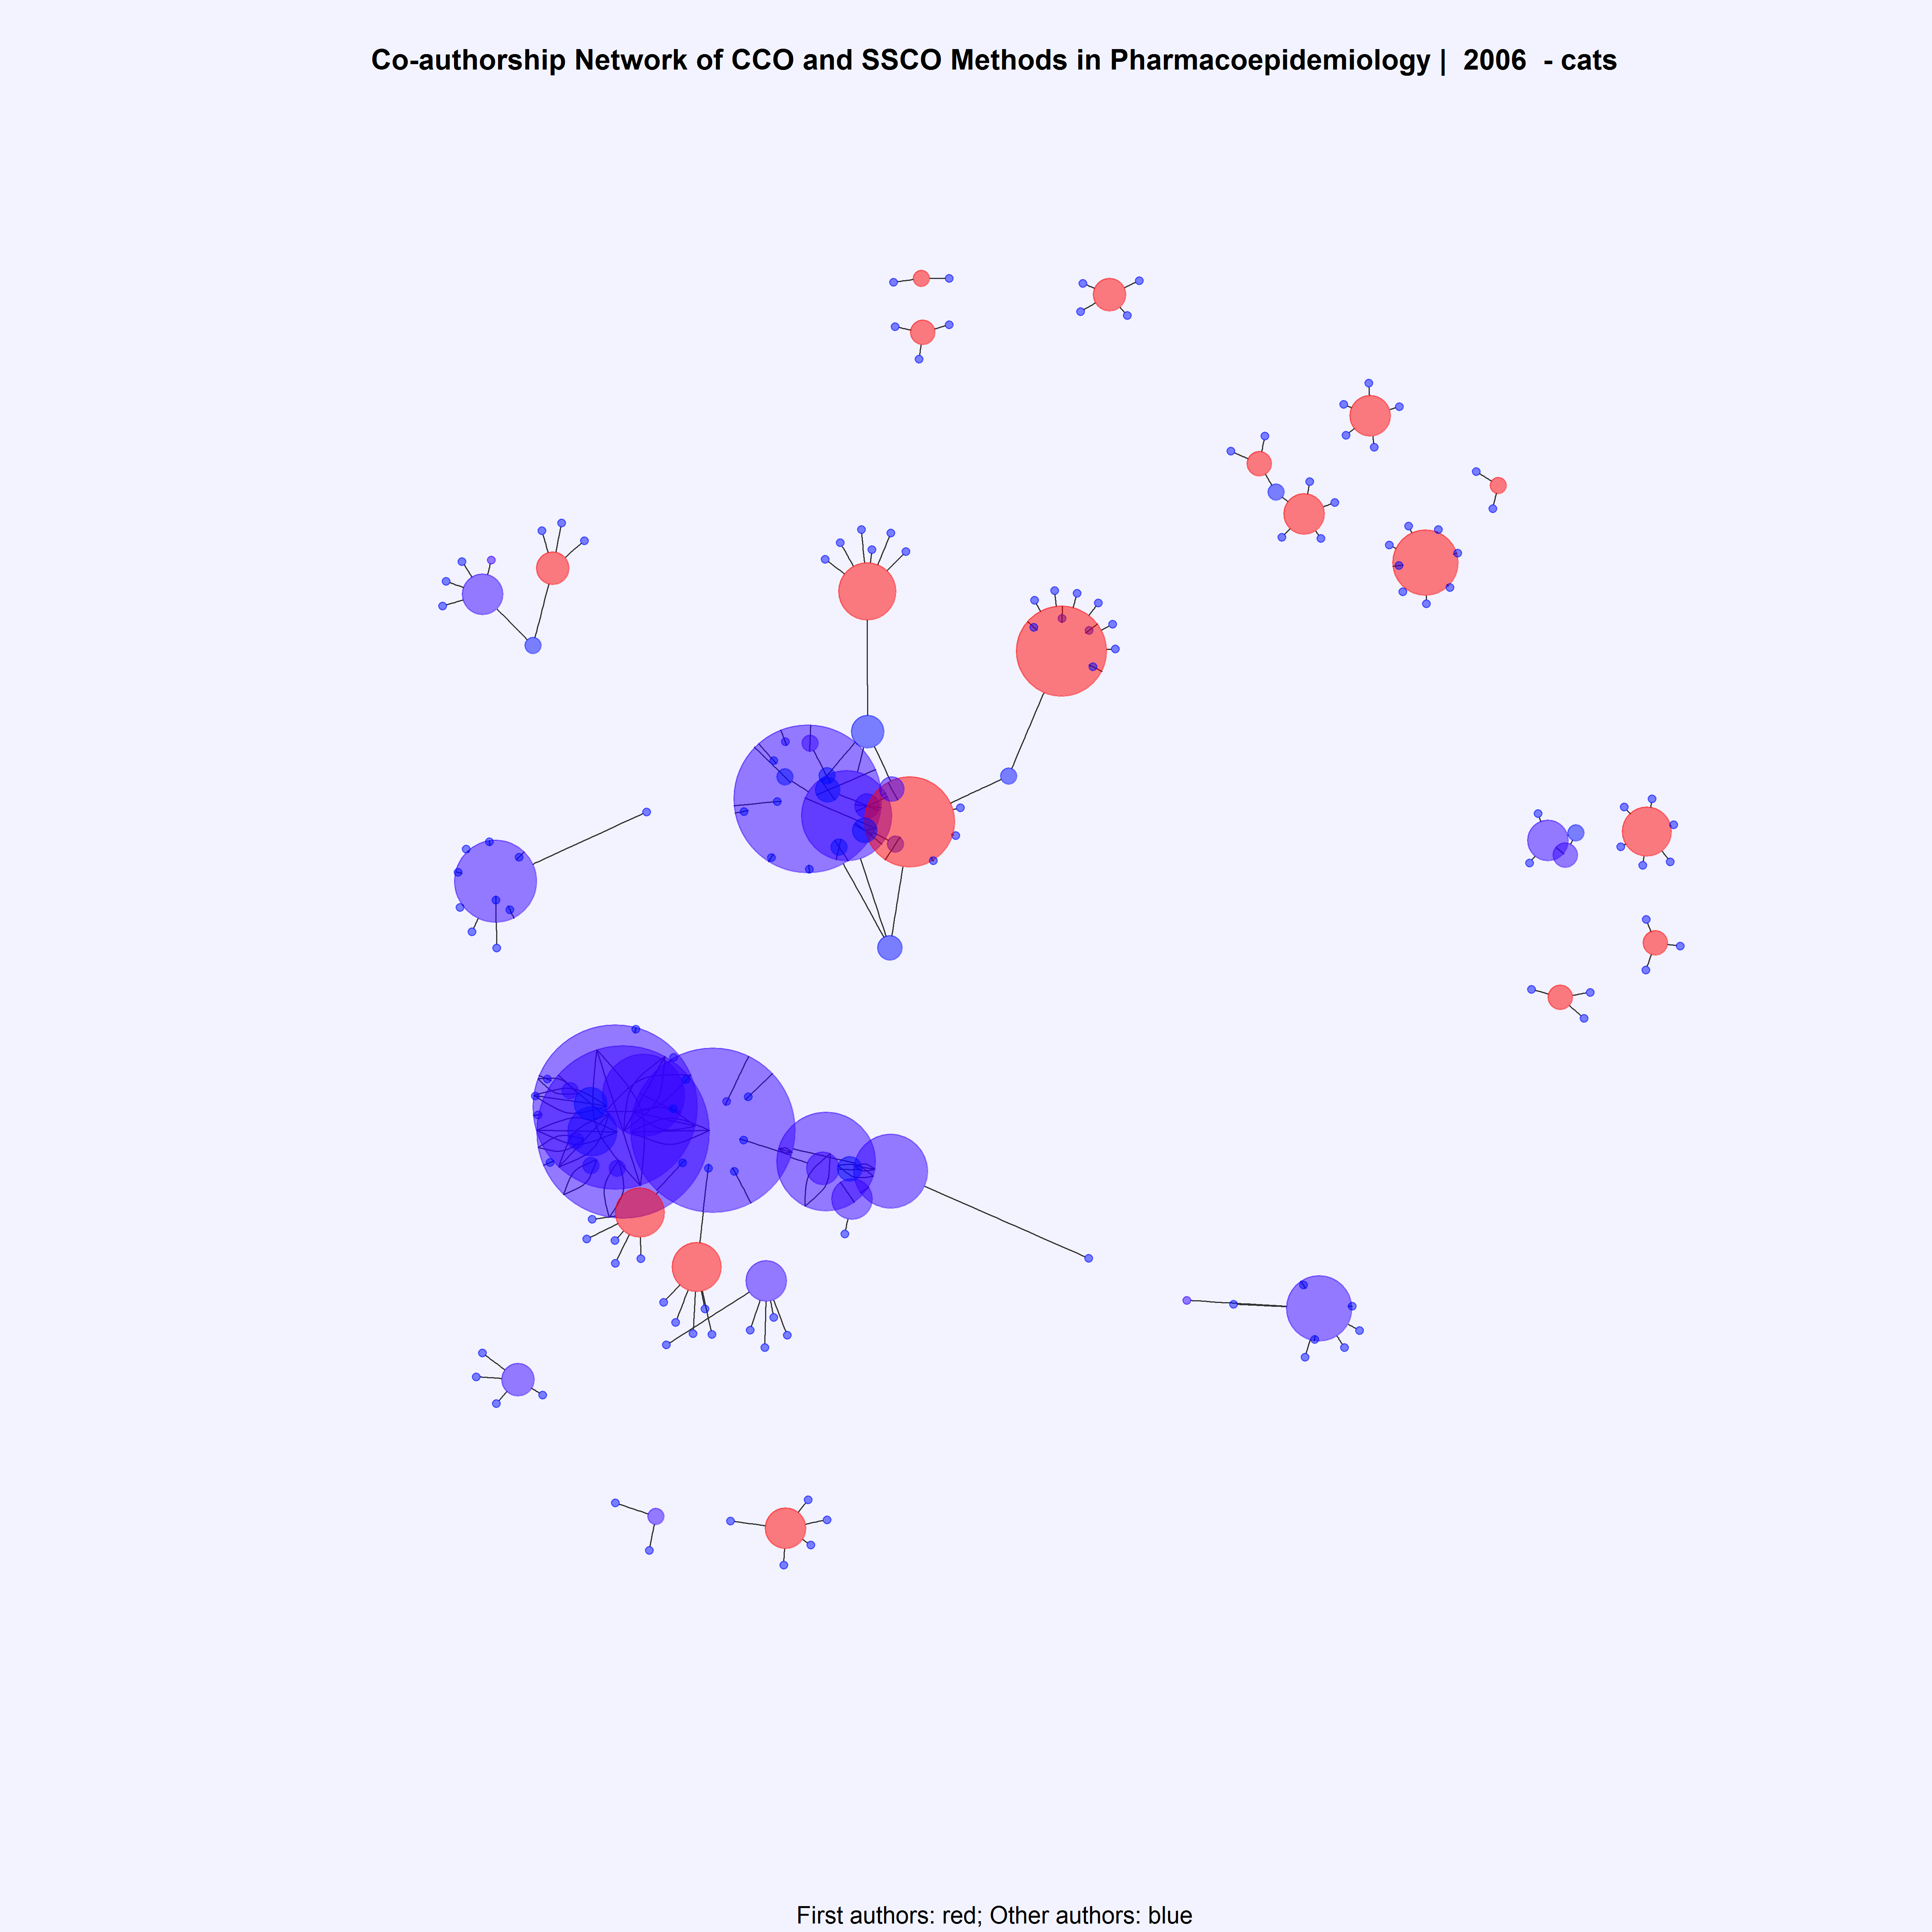 Co-authorship Network of CCO and SSCO Methods in Pharmacoepidemiology | 2006 - cats
First authors: red; Other authors: blue